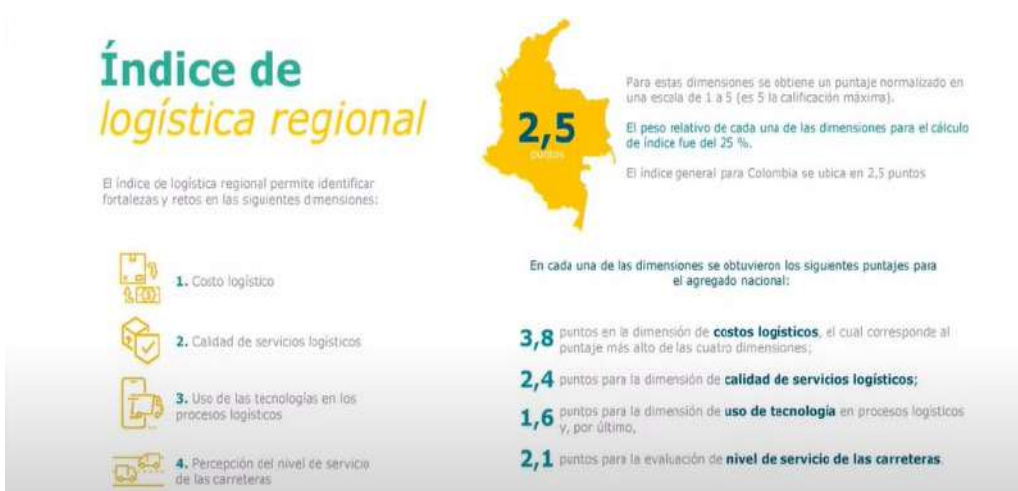 Índice de
logística regional
El índice de logística regional permite identificar
fortalezas y retos en las siguientes dimensiones:
1. Costo logístico
2. Calidad de servicios logísticos
3. Uso de las tecnologías en los
procesos logísticos
4. Percepción del nivel de servicio
de las carreteras
2,5
puntos
Para estas dimensiones se obtiene un puntaje normalizado en
una escala de 1 a 5 (es 5 la calificación máxima).
El peso relativo de cada una de las dimensiones para el cálculo
de índice fue del 25 %.
El índice general para Colombia se ubica en 2,5 puntos
En cada una de las dimensiones se obtuvieron los siguientes puntajes para
el agregado nacional:
3,8 puntos en la dimensión de costos logísticos, el cual corresponde al
puntaje más alto de las cuatro dimensiones;
2,4 puntos para la dimensión de calidad de servicios logísticos;
1,6 puntos para la dimensión de uso de tecnología en procesos logísticos
y, por último,
2,1 puntos para la evaluación de nivel de servicio de las carreteras.